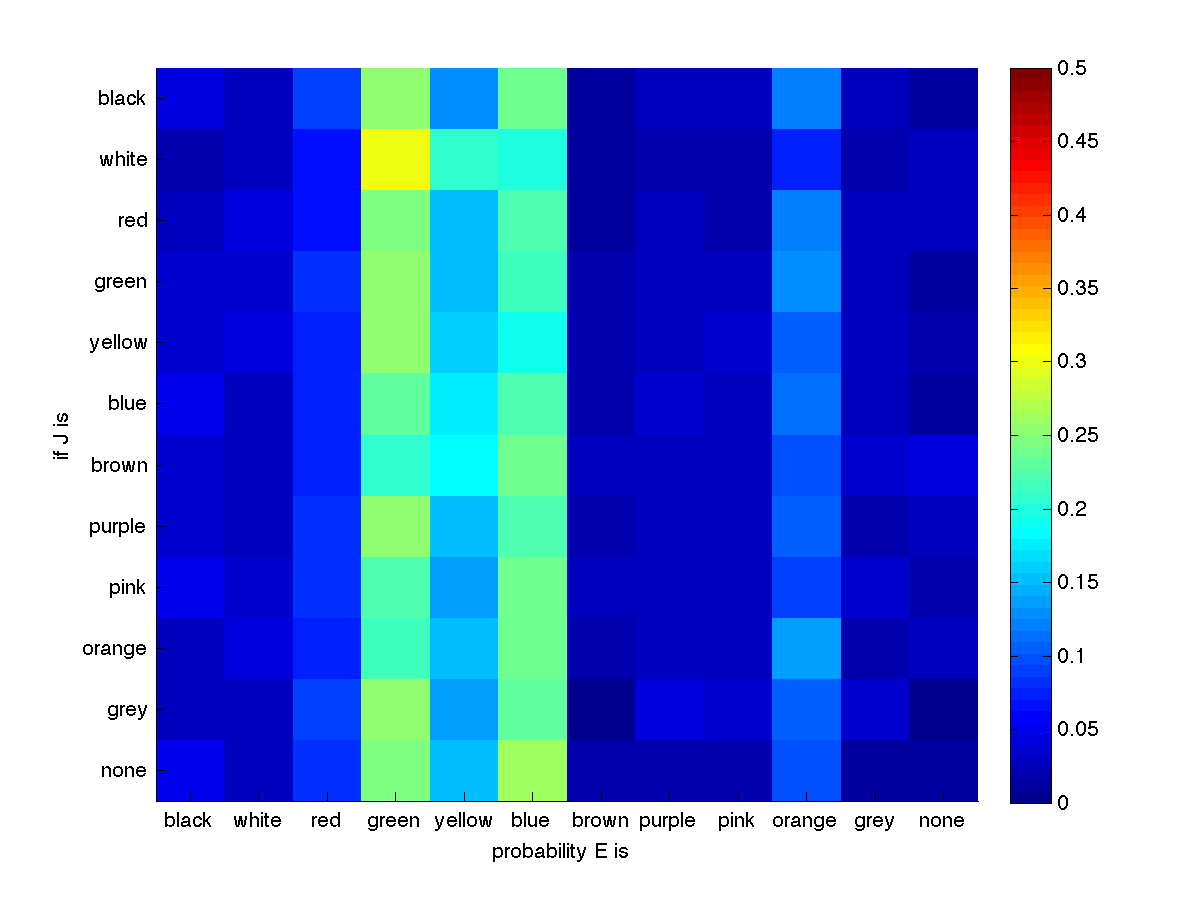 black
white
red
green
yellow
blue
brown
purple
pink
orange
grey
none
if J is
black white red green yellow blue brown purple pink orange grey none
probability E is
0.5
0.45
0.4
0.35
0.3
0.25
0.2
0.15
0.1
0.05
0